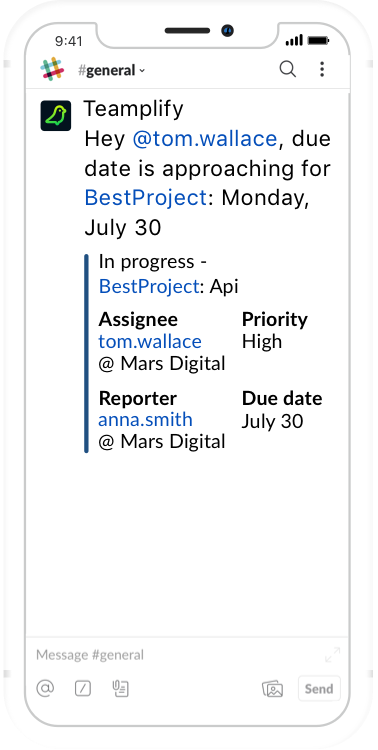 9:41
#general
Teamplify
Hey @tom.wallace, due
date is approaching for
BestProject: Monday,
July 30
In progress -
BestProject: Api
Assignee Priority
tom.wallace High
@ Mars Digital
Reporter Due date
anna.smith July 30
@ Mars Digital
Message #general
@ / Send